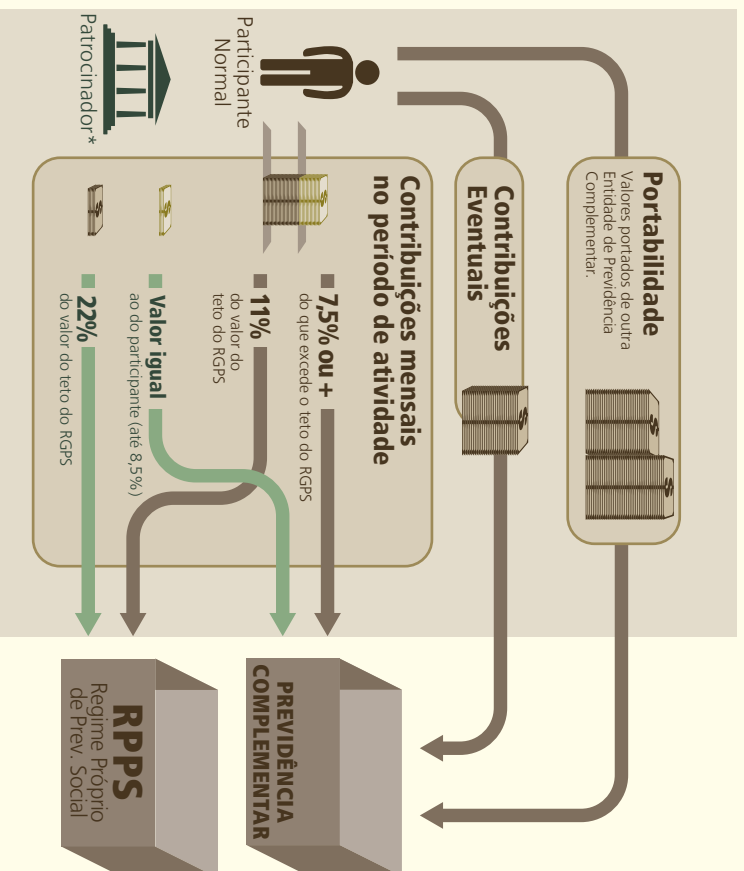 Portabilidade
Valores portados de outra
Entidade de Previdência
Complementar.
Contribuições
Eventuais
Participante
Normal
Contribuições mensais
no período de atividade
7,5% ou +
do que excede o teto do RGPS
11%
do valor do
teto do RGPS
Patrocinador*
Valor igual
ao do participante (até 8,5%)
22%
do valor do teto do RGPS
PREVIDÊNCIA
COMPLEMENTAR
RPPS
Regime Próprio
de Prev. Social
$
$
$
$
$
$